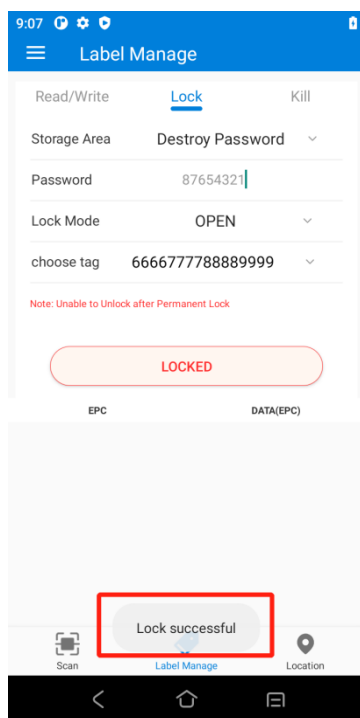 9:07
Label Manage
Read/Write Lock Kill
Storage Area Destroy Password
Password 87654321
Lock Mode OPEN
choose tag 6666777788889999
Note: Unable to Unlock after Permanent Lock
LOCKED
EPC DATA(EPC)
Lock successful
Scan Label Manage Location